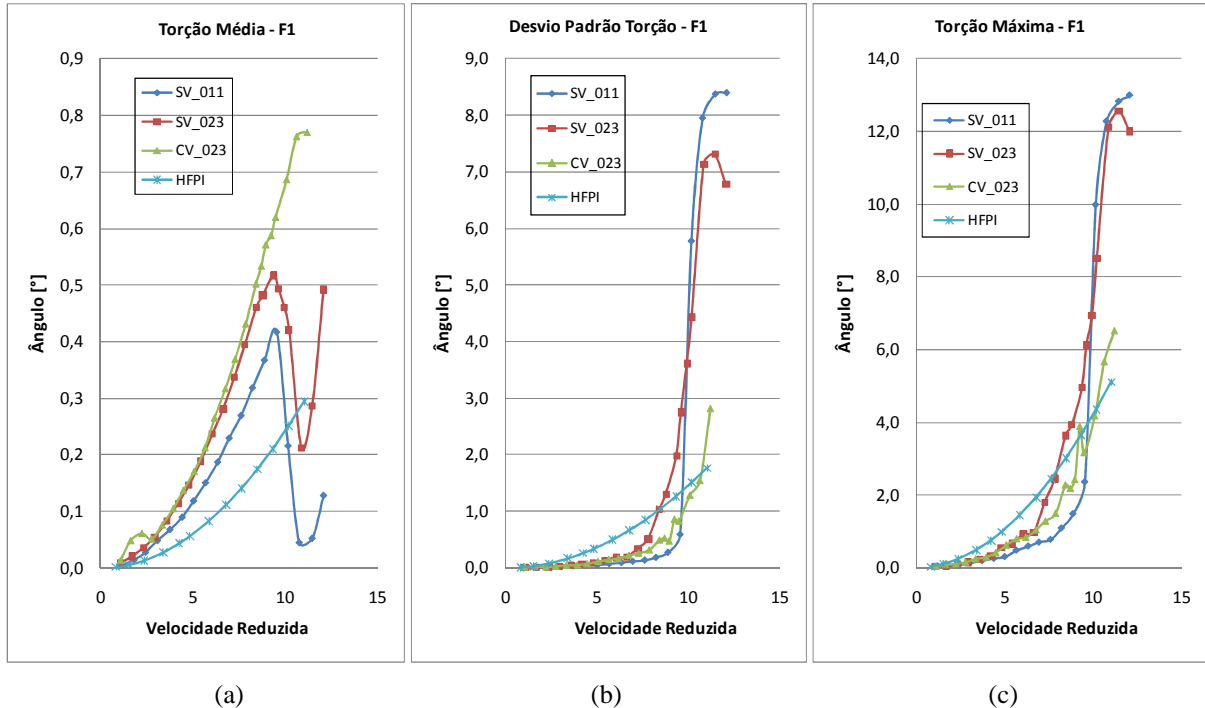 Torção Média - F1
0,9
0,8
0,7
0,6
0,5
0,4
0,3
0,2
0,1
0,0
Ângulo [°]
SV_011
SV_023
CV_023
HFPI
0 5 10 15
Velocidade Reduzida
(a)
Desvio Padrão Torção - F1
9,0
8,0
7,0
6,0
5,0
4,0
3,0
2,0
1,0
0,0
Ângulo [°]
SV_011
SV_023
CV_023
HFPI
0 5 10 15
Velocidade Reduzida
(b)
Torção Máxima - F1
14,0
12,0
10,0
8,0
6,0
4,0
2,0
0,0
Ângulo [°]
SV_011
SV_023
CV_023
HFPI
0 5 10 15
Velocidade Reduzida
(c)